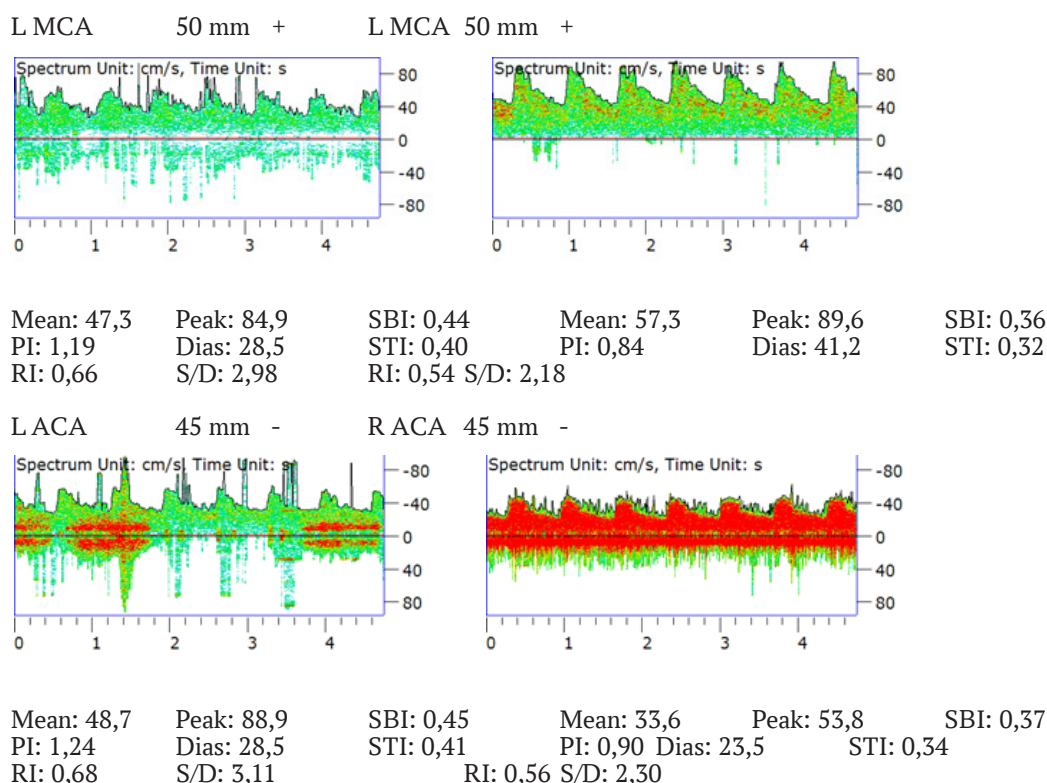 L MCA 50 mm + L MCA 50 mm +
Spectrum Unit: cm/s, Time Unit: s Spectrum Unit: cm/s, Time Unit: s
80 80
40 40
0 0
-40 -40
-80 -80
0 1 2 3 4 0 1 2 3 4
Mean: 47,3 Peak: 84,9 SBI: 0,44 Mean: 57,3 Peak: 89,6 SBI: 0,36
PI: 1,19 Dias: 28,5 STI: 0,40 PI: 0,84 Dias: 41,2 STI: 0,32
RI: 0,66 S/D: 2,98 RI: 0,54 S/D: 2,18
L ACA 45 mm - R ACA 45 mm -
Spectrum Unit: cm/s, Time Unit: s Spectrum Unit: cm/s, Time Unit: s
-80 -80
-40 -40
0 0
40 40
80 80
0 1 2 3 4 0 1 2 3 4
Mean: 48,7 Peak: 88,9 SBI: 0,45 Mean: 33,6 Peak: 53,8 SBI: 0,37
PI: 1,24 Dias: 28,5 STI: 0,41 PI: 0,90 Dias: 23,5 STI: 0,34
RI: 0,68 S/D: 3,11 RI: 0,56 S/D: 2,30